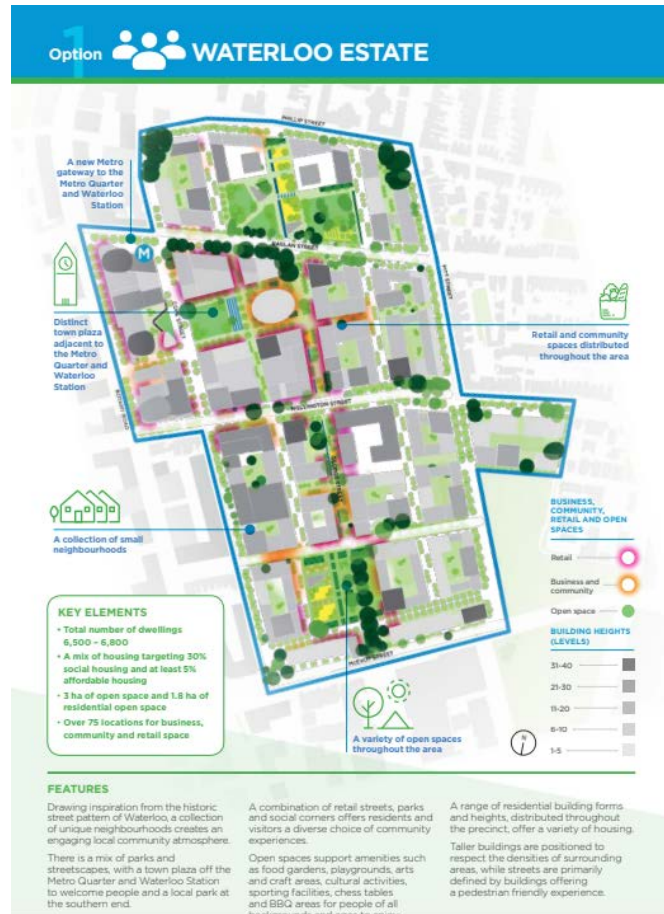 Option 1 WATERLOO ESTATE
PHILLIP STREET
A new Metro
gateway to the
Metro Quarter
and Waterloo
Station
RAGLAN STREET
M
PITT STREET
COPE STREET
Distinct
town plaza
adjacent to
the Metro
Quarter and
Waterloo
Station
Retail and community
spaces distributed
throughout the area
BOTANY ROAD
WELLINGTON STREET
A collection of small
neighbourhoods
BUSINESS,
COMMUNITY,
RETAIL AND OPEN
SPACES
Retail
Business and
community
Open space
BUILDING HEIGHTS
(LEVELS)
31-40
21-30
11-20
6-10
1-5
N
KEY ELEMENTS
• Total number of dwellings
6,500 - 6,800
• A mix of housing targeting 30%
social housing and at least 5%
affordable housing
• 3 ha of open space and 1.8 ha of
residential open space
• Over 75 locations for business,
community and retail space
McEVOY STREET
A variety of open spaces
throughout the area
FEATURES
Drawing inspiration from the historic
street pattern of Waterloo, a collection
of unique neighbourhoods creates an
engaging local community atmosphere.
There is a mix of parks and
streetscapes, with a town plaza off the
Metro Quarter and Waterloo Station
to welcome people and a local park at
the southern end.
A combination of retail streets, parks
and social corners offers residents and
visitors a diverse choice of community
experiences.
Open spaces support amenities such
as food gardens, playgrounds, arts
and craft areas, cultural activities,
sporting facilities, chess tables
and BBQ areas for people of all
backgrounds and ages to enjoy.
A range of residential building forms
and heights, distributed throughout
the precinct, offer a variety of housing.
Taller buildings are positioned to
respect the densities of surrounding
areas, while streets are primarily
defined by buildings offering
a pedestrian friendly experience.